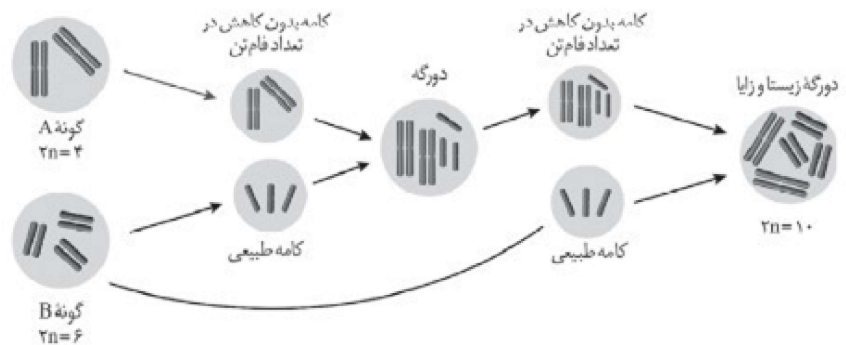 کامه بدون کاهش در
تعداد فام‌تن
کامه بدون کاهش در
تعداد فام‌تن
دورگه
دورگهٔ زیستا و زایا
گونهٔ A
۲n=۴
کامه طبیعی
کامه طبیعی
۲n=۱۰
گونهٔ B
۲n=۶